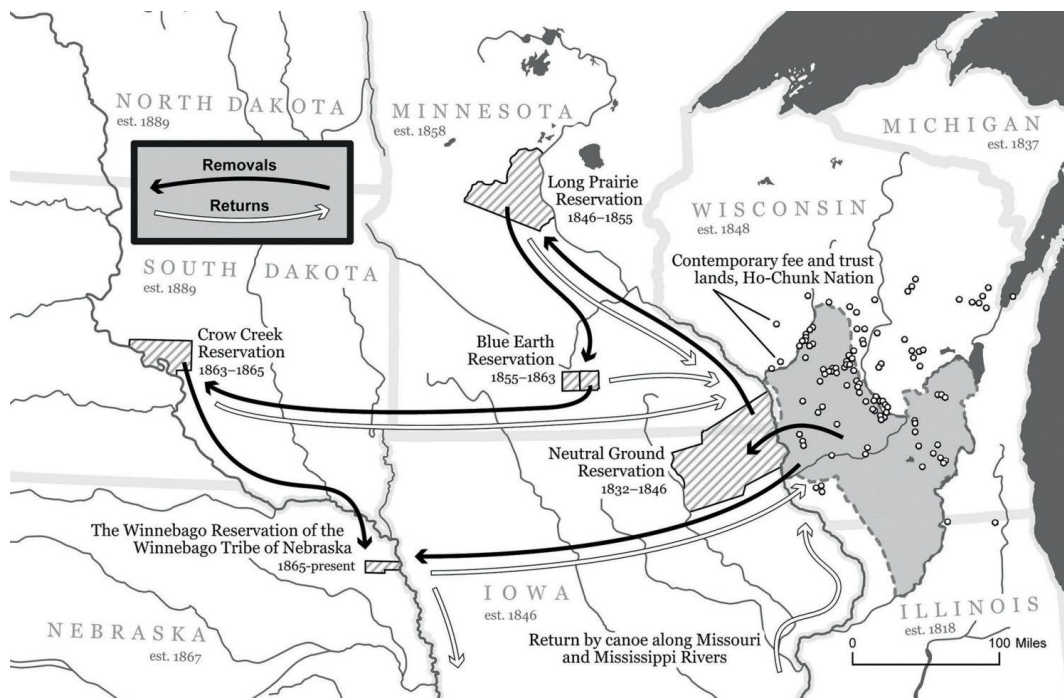 NORTH DAKOTA
est. 1889
MINNESOTA
est. 1858
MICHIGAN
est. 1837
Removals
Returns
Long Prairie
Reservation
1846–1855
WISCONSIN
est. 1848
Contemporary fee and trust
lands, Ho-Chunk Nation
SOUTH DAKOTA
est. 1889
Crow Creek
Reservation
1863–1865
Blue Earth
Reservation
1855–1863
Neutral Ground
Reservation
1832–1846
The Winnebago Reservation of the
Winnebago Tribe of Nebraska
1865-present
IOWA
est. 1846
NEBRASKA
est. 1867
Return by canoe along Missouri
and Mississippi Rivers
ILLINOIS
est. 1818
0 100 Miles